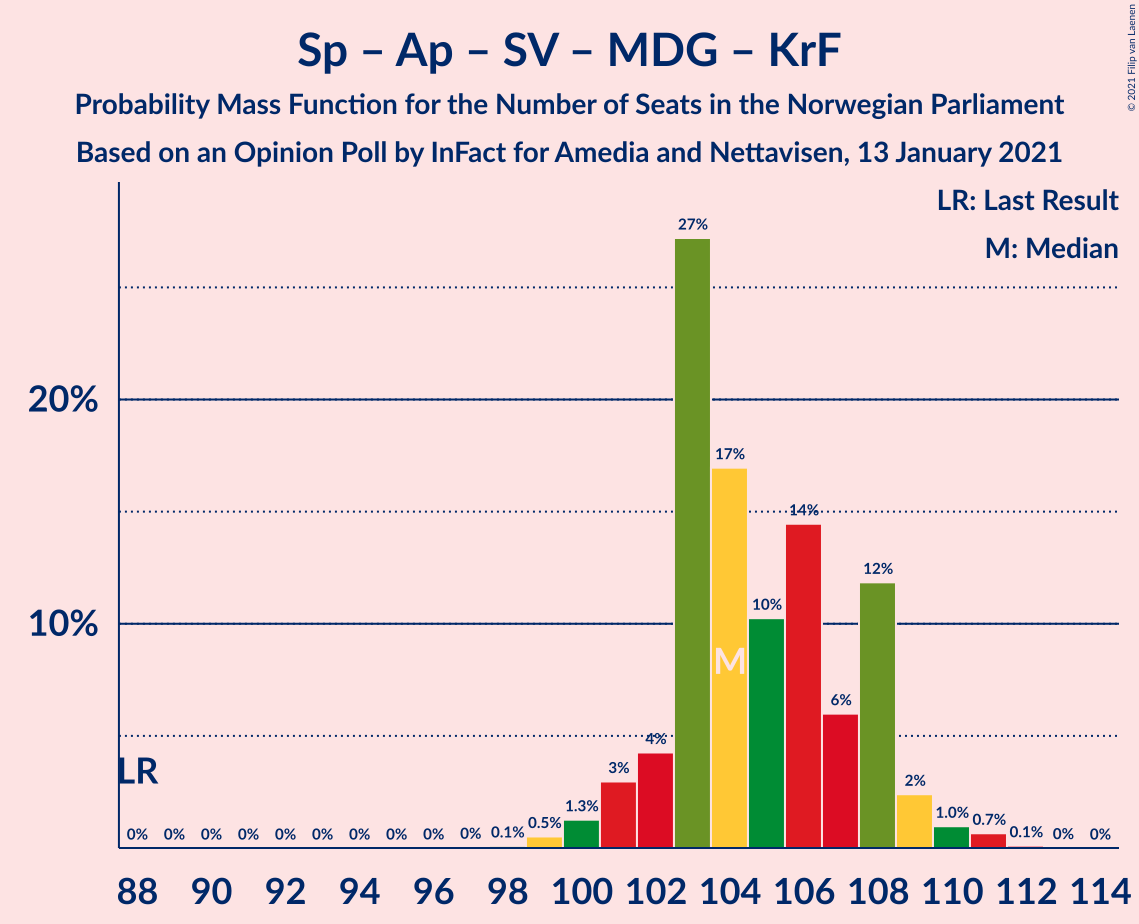 Sp – Ap – SV – MDG – KrF
Probability Mass Function for the Number of Seats in the Norwegian Parliament
Based on an Opinion Poll by InFact for Amedia and Nettavisen, 13 January 2021
© 2021 Filip van Laenen
LR: Last Result
M: Median
27%
20%
17%
14%
12%
10%
10%
M
6%
4%
LR
3%
2%
0% 0% 0% 0% 0% 0% 0% 0% 0% 0% 0.1% 0.5% 1.3% 1.0% 0.7% 0.1% 0% 0%
88 90 92 94 96 98 100 102 104 106 108 110 112 114